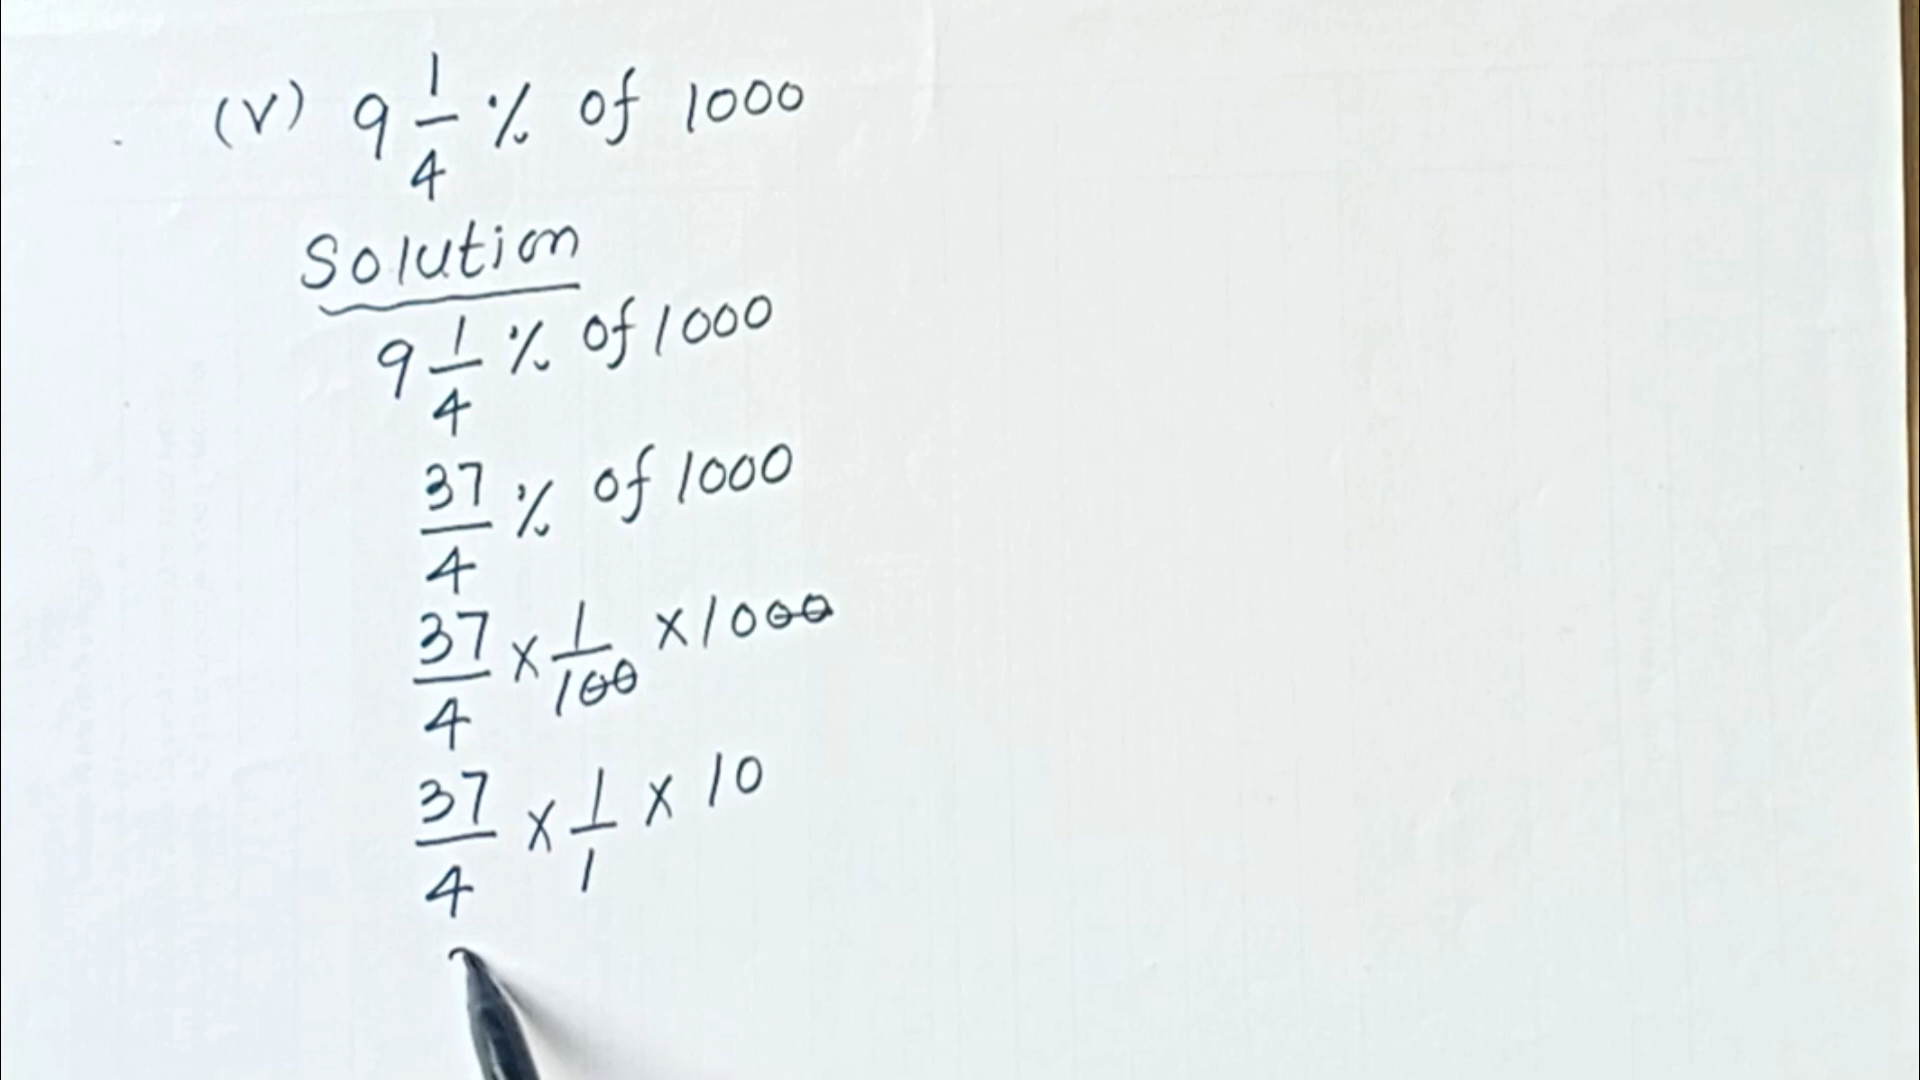 (V) 9 1/4 % of 1000
Solution
9 1/4 % of 1000
37/4 % of 1000
37/4 × 1/100 × 1000
37/4 × 1/1 × 10